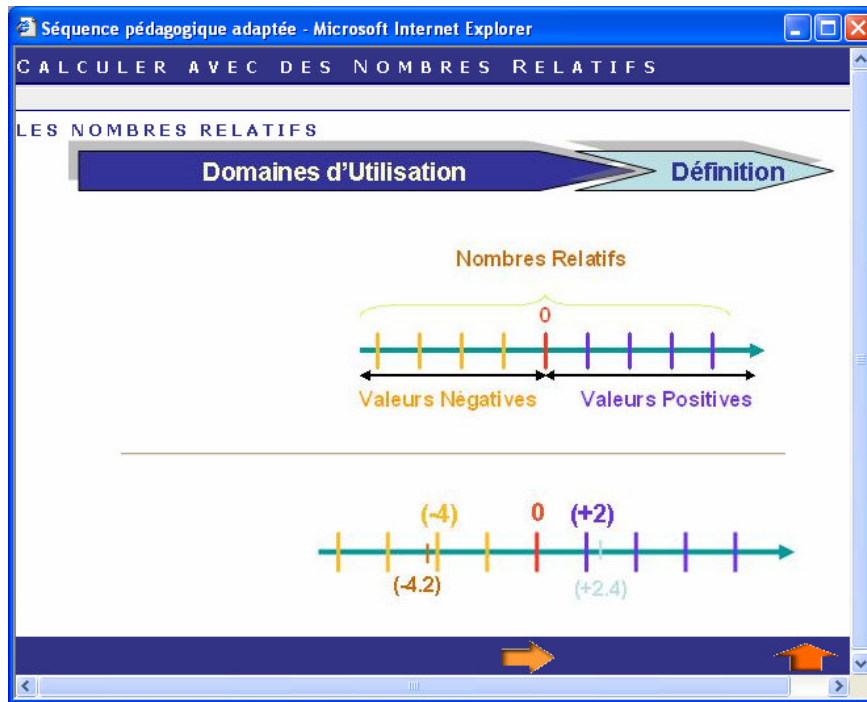 Séquence pédagogique adaptée - Microsoft Internet Explorer
CALCULER AVEC DES NOMBRES RELATIFS
LES NOMBRES RELATIFS
Domaines d'Utilisation
Définition
Nombres Relatifs
0
Valeurs Négatives
Valeurs Positives
(-4) 0 (+2)
(-4.2) (+2.4)